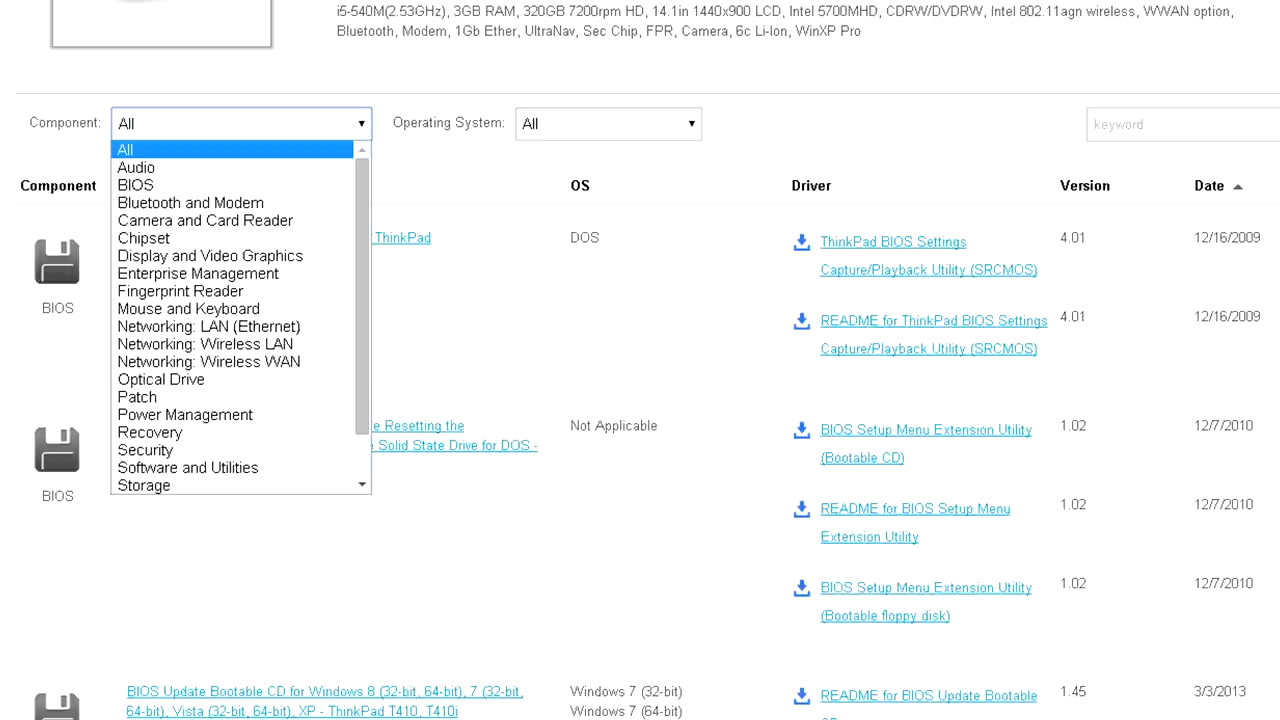 i5-540M(2.53GHz), 3GB RAM, 320GB 7200rpm HD, 14.1in 1440x900 LCD, Intel 5700MHD, CDRW/DVDRW, Intel 802.11agn wireless, WWAN option,
Bluetooth, Modem, 1Gb Ether, UltraNav, Sec Chip, FPR, Camera, 6c Li-Ion, WinXP Pro
Component: All Operating System: All keyword
All
Audio
BIOS
Bluetooth and Modem
Camera and Card Reader
Chipset
Display and Video Graphics
Enterprise Management
Fingerprint Reader
Mouse and Keyboard
Networking: LAN (Ethernet)
Networking: Wireless LAN
Networking: Wireless WAN
Optical Drive
Patch
Power Management
Recovery
Security
Software and Utilities
Storage
Component OS Driver Version Date
BIOS
ThinkPad
DOS
ThinkPad BIOS Settings
Capture/Playback Utility (SRCMOS)
4.01 12/16/2009
README for ThinkPad BIOS Settings
Capture/Playback Utility (SRCMOS)
4.01 12/16/2009
BIOS
e Resetting the
Solid State Drive for DOS -
Not Applicable
BIOS Setup Menu Extension Utility
(Bootable CD)
1.02 12/7/2010
README for BIOS Setup Menu
Extension Utility
1.02 12/7/2010
BIOS Setup Menu Extension Utility
(Bootable floppy disk)
1.02 12/7/2010
BIOS Update Bootable CD for Windows 8 (32-bit, 64-bit), 7 (32-bit,
64-bit), Vista (32-bit, 64-bit), XP - ThinkPad T410, T410i
Windows 7 (32-bit)
Windows 7 (64-bit)
README for BIOS Update Bootable
1.45 3/3/2013